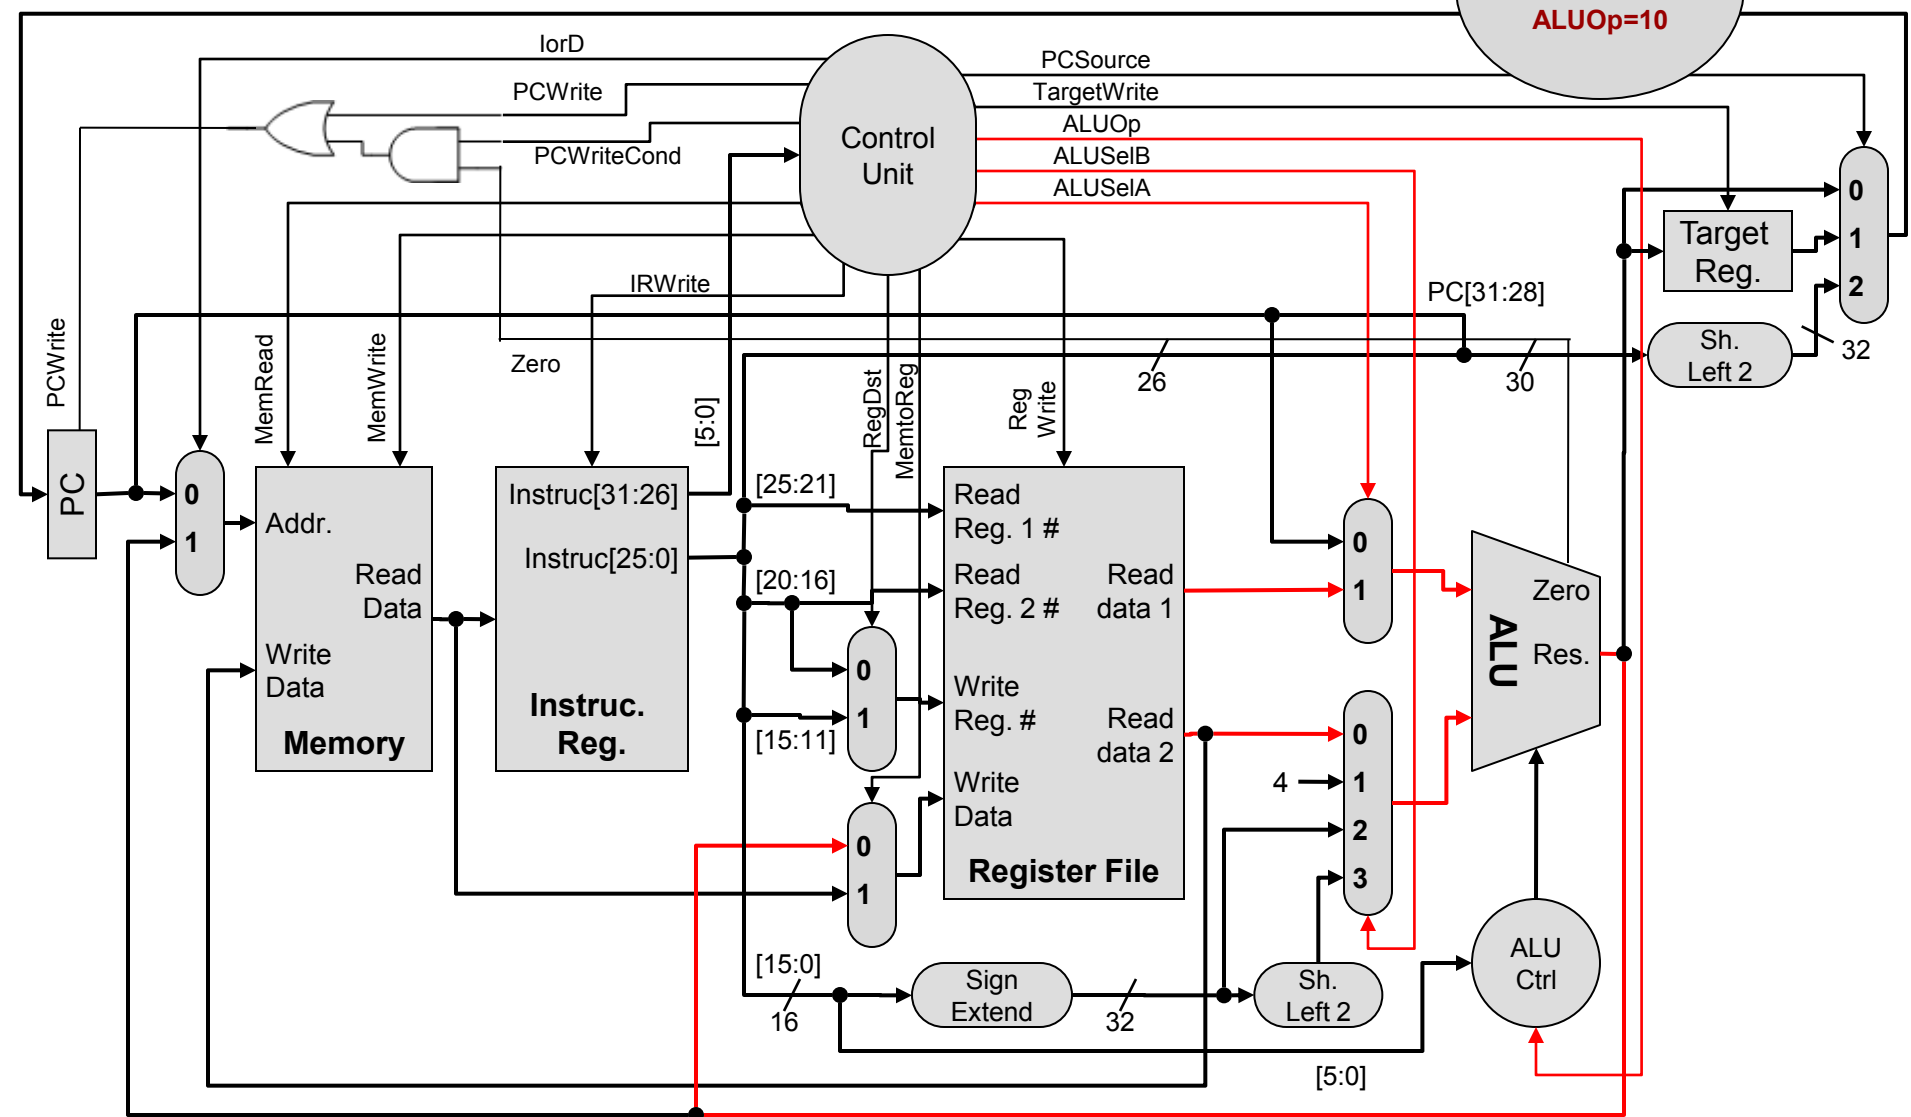 ALUOp=10
IorD
PCWrite
PCWriteCond
PCSource
TargetWrite
ALUOp
ALUSelB
ALUSelA
Control
Unit
0
1
2
Target
Reg.
IRWrite
PC[31:28]
Sh.
Left 2
32
PCWrite
MemRead
MemWrite
Zero
[5:0]
RegDst
MemtoReg
Reg
Write
26
30
PC
0
1
Addr.
Read
Data
Write
Data
Memory
Instruc[31:26]
Instruc[25:0]
Instruc.
Reg.
[25:21]
[20:16]
[15:11]
0
1
0
1
Read
Reg. 1 #
Read
Reg. 2 #
Read
data 1
Write
Reg. #
Read
data 2
Write
Data
Register File
0
1
4
0
1
2
3
Zero
ALU
Res.
ALU
Ctrl
[15:0]
16
Sign
Extend
32
Sh.
Left 2
[5:0]